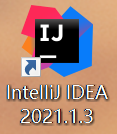 IJ
IntelliJ IDEA
2021.1.3